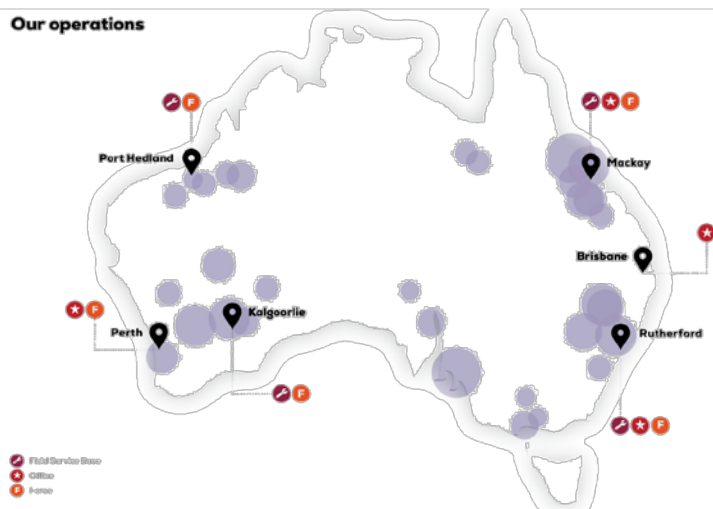 Our operations
F
Port Hedland
F
Mackay
Brisbane
F
Perth
Kalgoorlie
Rutherford
F
F
Field Service Base
Office
F